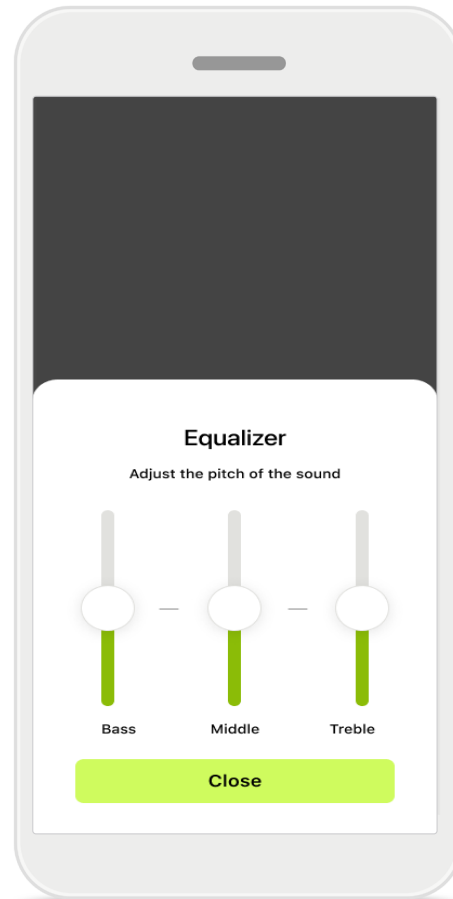 Equalizer
Adjust the pitch of the sound
Bass Middle Treble
Close